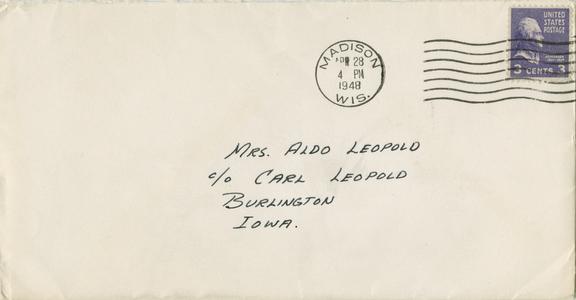 MADISON
APR 28
4 PM
1948
WIS.
UNITED
STATES
POSTAGE
3 CENTS 3
MRS. ALDO LEOPOLD
c/o CARL LEOPOLD
BURLINGTON
IOWA.